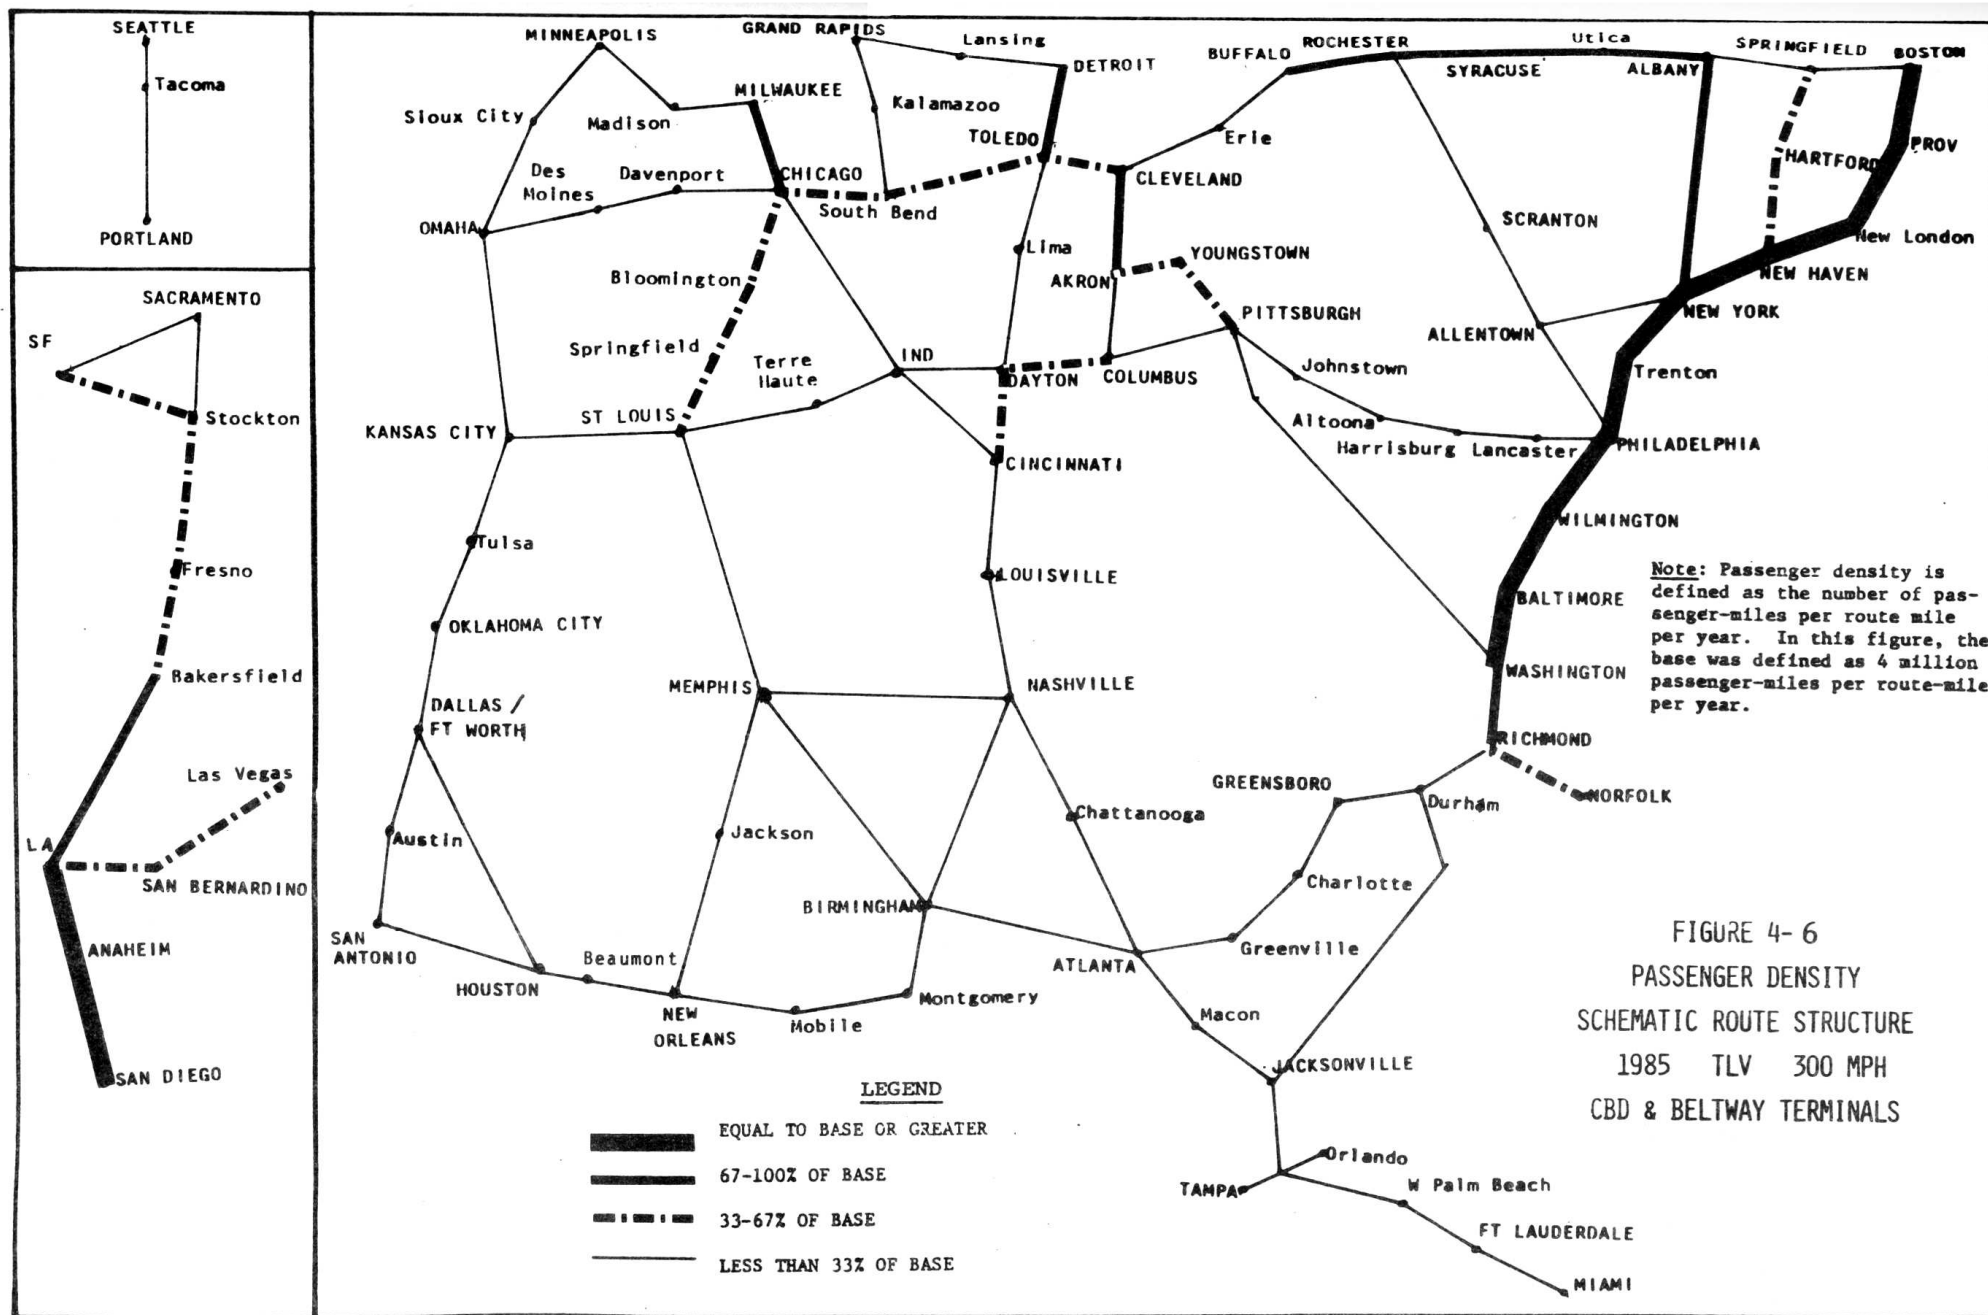 SEATTLE
Tacoma
PORTLAND
SACRAMENTO
SF
Stockton
Fresno
Bakersfield
Las Vegas
LA
SAN BERNARDINO
ANAHEIM
SAN DIEGO
MINNEAPOLIS
GRAND RAPIDS
Lansing
DETROIT
BUFFALO
ROCHESTER
Utica
SYRACUSE
ALBANY
SPRINGFIELD
BOSTON
MILWAUKEE
Sioux City
Madison
Kalamazoo
TOLEDO
Erie
HARTFORD
PROV
Des
Moines
Davenport
CHICAGO
South Bend
CLEVELAND
OMAHA
Lima
SCRANTON
New London
Bloomington
AKRON
YOUNGSTOWN
NEW HAVEN
PITTSBURGH
ALLENTOWN
NEW YORK
Springfield
Terre
Haute
IND
DAYTON
COLUMBUS
Johnstown
Trenton
KANSAS CITY
ST LOUIS
CINCINNATI
Altoona
Harrisburg
Lancaster
PHILADELPHIA
WILMINGTON
Tulsa
LOUISVILLE
BALTIMORE
OKLAHOMA CITY
WASHINGTON
Note: Passenger density is
defined as the number of pas-
senger-miles per route mile
per year. In this figure, the
base was defined as 4 million
passenger-miles per route-mile
per year.
MEMPHIS
NASHVILLE
DALLAS /
FT WORTH
RICHMOND
GREENSBORO
Durham
NORFOLK
Austin
Jackson
Chattanooga
Charlotte
BIRMINGHAM
SAN
ANTONIO
HOUSTON
Beaumont
NEW
ORLEANS
Mobile
Montgomery
ATLANTA
Greenville
Macon
JACKSONVILLE
Orlando
TAMPA
W Palm Beach
FT LAUDERDALE
MIAMI
FIGURE 4-6
PASSENGER DENSITY
SCHEMATIC ROUTE STRUCTURE
1985 TLV 300 MPH
CBD & BELTWAY TERMINALS
LEGEND
EQUAL TO BASE OR GREATER
67-100% OF BASE
33-67% OF BASE
LESS THAN 33% OF BASE